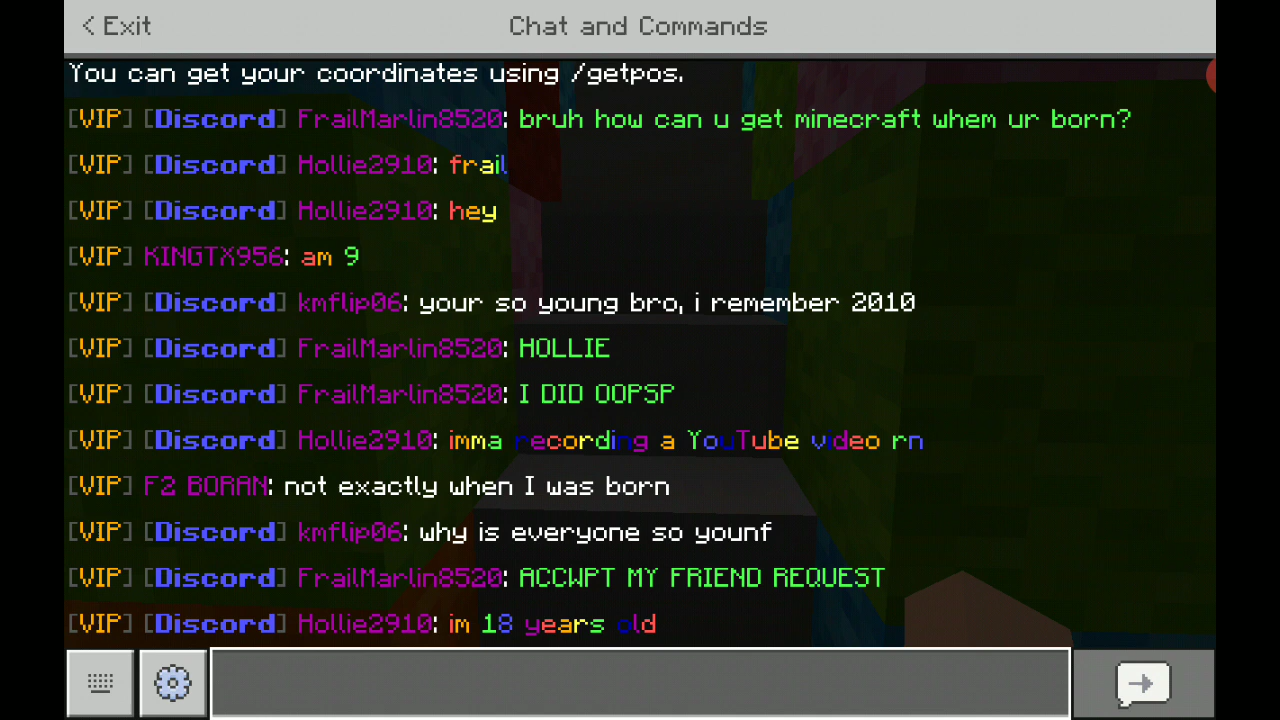 < Exit
Chat and Commands
You can get your coordinates using /getpos.
[VIP] [Discord] FrailMarlin8520: bruh how can u get minecraft whem ur born?
[VIP] [Discord] Hollie2910: frail
[VIP] [Discord] Hollie2910: hey
[VIP] KINGTX956: am 9
[VIP] [Discord] kmflip06: your so young bro, i remember 2010
[VIP] [Discord] FrailMarlin8520: HOLLIE
[VIP] [Discord] FrailMarlin8520: I DID OOPSP
[VIP] [Discord] Hollie2910: imma recording a YouTube video rn
[VIP] F2 BORAN: not exactly when I was born
[VIP] [Discord] kmflip06: why is everyone so younf
[VIP] [Discord] FrailMarlin8520: ACCWPT MY FRIEND REQUEST
[VIP] [Discord] Hollie2910: im 18 years old